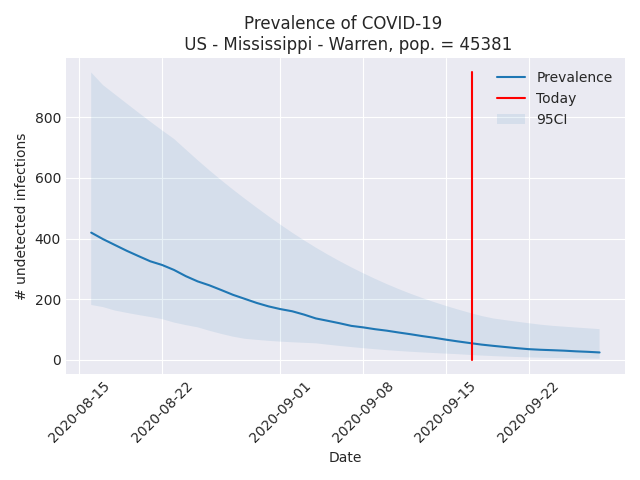 Prevalence of COVID-19
US - Mississippi - Warren, pop. = 45381
Prevalence
Today
95CI
# undetected infections
800
600
400
200
0
2020-08-15
2020-08-22
2020-09-01
2020-09-08
2020-09-15
2020-09-22
Date